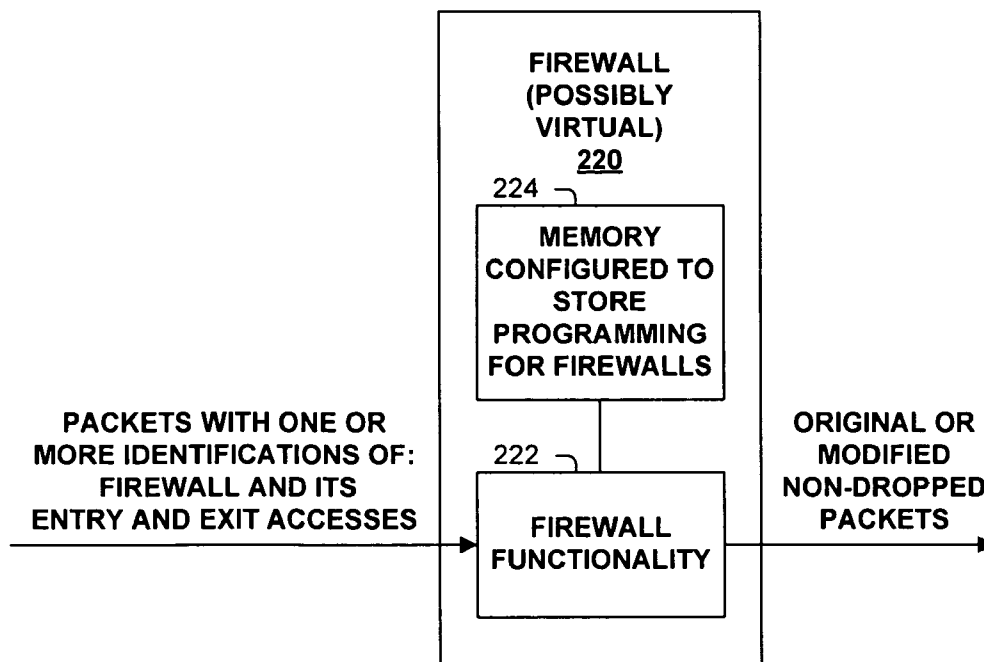 FIREWALL
(POSSIBLY
VIRTUAL)
220
224
MEMORY
CONFIGURED TO
STORE
PROGRAMMING
FOR FIREWALLS
PACKETS WITH ONE OR
MORE IDENTIFICATIONS OF:
FIREWALL AND ITS
ENTRY AND EXIT ACCESSES
222
FIREWALL
FUNCTIONALITY
ORIGINAL OR
MODIFIED
NON-DROPPED
PACKETS